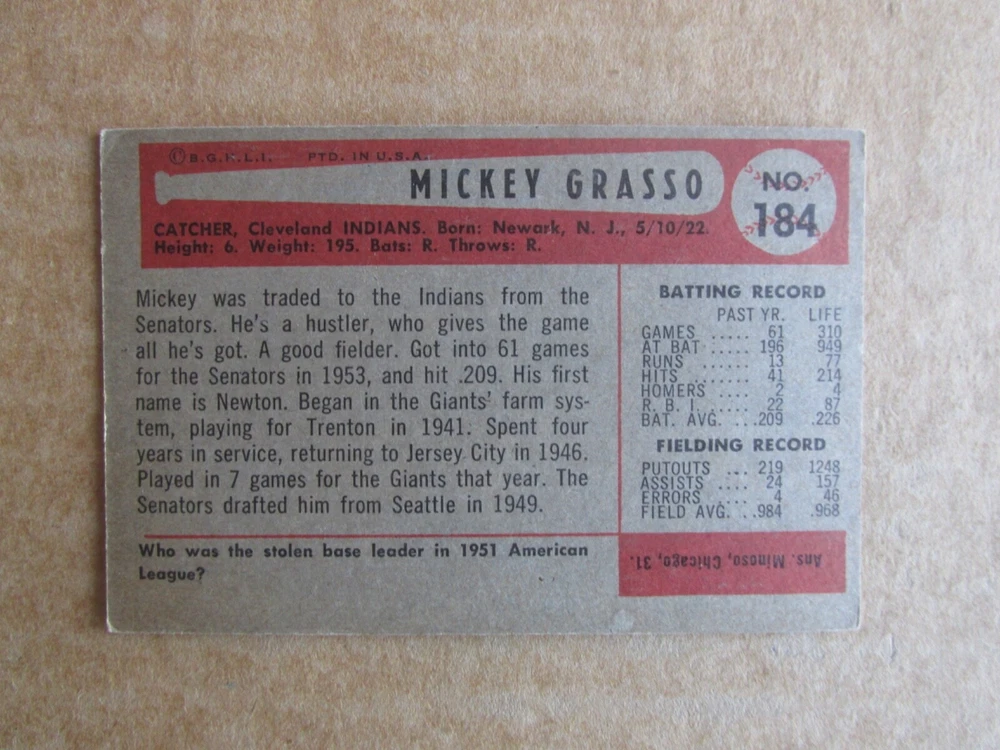 ©B.G.H.L.I. PTD. IN U.S.A.
MICKEY GRASSO
NO.
184
CATCHER, Cleveland INDIANS. Born: Newark, N. J., 5/10/22.
Height: 6. Weight: 195. Bats: R. Throws: R.
Mickey was traded to the Indians from the
Senators. He's a hustler, who gives the game
all he's got. A good fielder. Got into 61 games
for the Senators in 1953, and hit .209. His first
name is Newton. Began in the Giants' farm sys-
tem, playing for Trenton in 1941. Spent four
years in service, returning to Jersey City in 1946.
Played in 7 games for the Giants that year. The
Senators drafted him from Seattle in 1949.
BATTING RECORD
PAST YR. LIFE
GAMES ..... 61 310
AT BAT ..... 196 949
RUNS ...... 13 77
HITS ....... 41 214
HOMERS .... 2 4
R. B. I. ..... 22 87
BAT. AVG. ...209 .226
FIELDING RECORD
PUTOUTS ... 219 1248
ASSISTS .... 24 157
ERRORS .... 4 46
FIELD AVG. ..984 .968
Who was the stolen base leader in 1951 American
League?
Ans. Minoso, Chicago, 31.